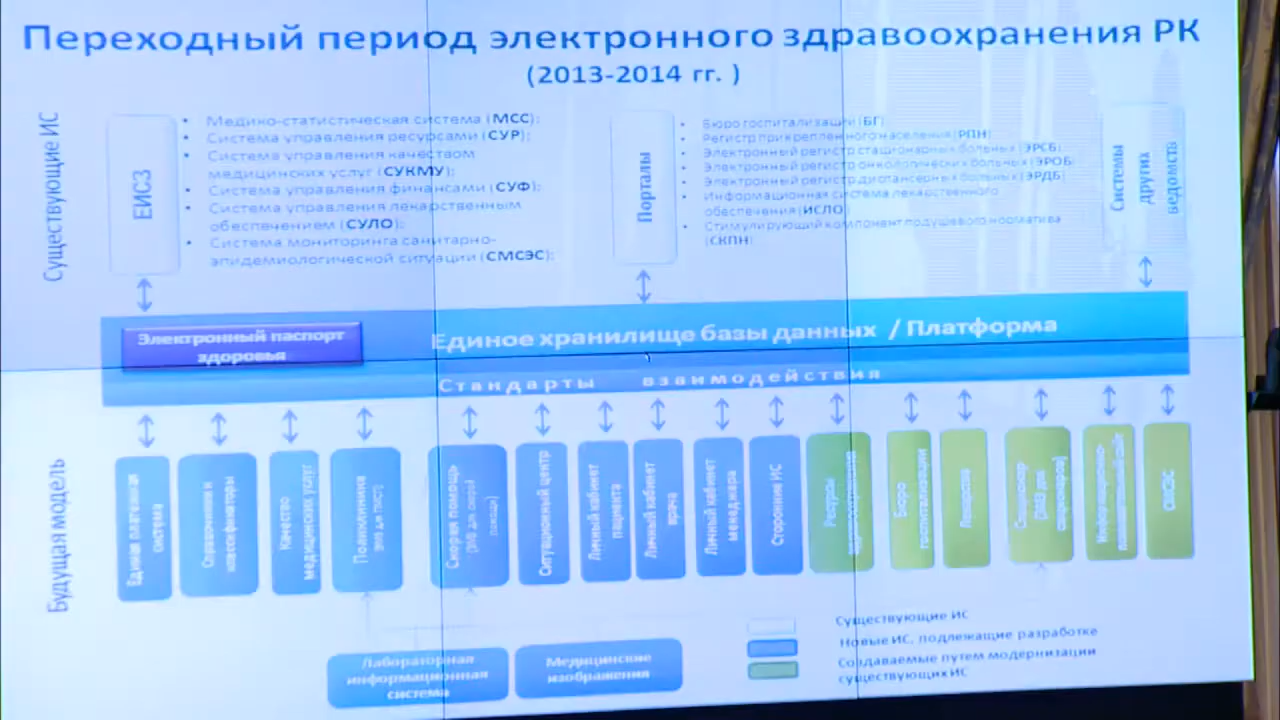 Переходный период электронного здравоохранения РК
(2013-2014 гг. )
Существующие ИС
ЕИСЗ
Медико-статистическая система (МСС);
Система управления ресурсами (СУР);
Система управления качеством
медицинских услуг (СУКМУ);
Система управления финансами (СУФ);
Система управления лекарственным
обеспечением (СУЛО);
Система мониторинга санитарно-
эпидемиологической ситуации (СМСЭС);
Порталы
Бюро госпитализации (БГ)
Регистр прикрепленного населения (РПН)
Электронный регистр стационарных больных (ЭРСБ)
Электронный регистр онкологических больных (ЭРОБ)
Электронный регистр диспансерных больных (ЭРДБ)
Информационная система лекарственного
обеспечения (ИСЛО)
Стимулирующий компонент подушевого норматива
(СКПН)
Системы
других
ведомств
Электронный паспорт
здоровья
Единое хранилище базы данных / Платформа
Стандарты взаимодействия
Будущая модель
Единая платежная
система
Справочники и
классификаторы
Качество
медицинских услуг
Поликлиника
Скорая помощь
Ситуационный центр
Личный кабинет
пациента
Личный кабинет
врача
Личный кабинет
менеджера
Сторонние ИС
Ресурсы
Бюро
госпитализации
Лекарства
Стационар
СМСЭС
Лабораторная
информационная
система
Медицинские
изображения
Существующие ИС
Новые ИС, подлежащие разработке
Создаваемые путем модернизации
существующих ИС